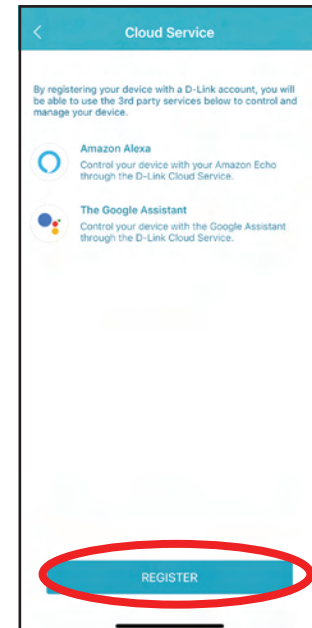 Cloud Service
By registering your device with a D-Link account, you will
be able to use the 3rd party services below to control and
manage your device.
Amazon Alexa
Control your device with your Amazon Echo
through the D-Link Cloud Service.
The Google Assistant
Control your device with the Google Assistant
through the D-Link Cloud Service.
REGISTER